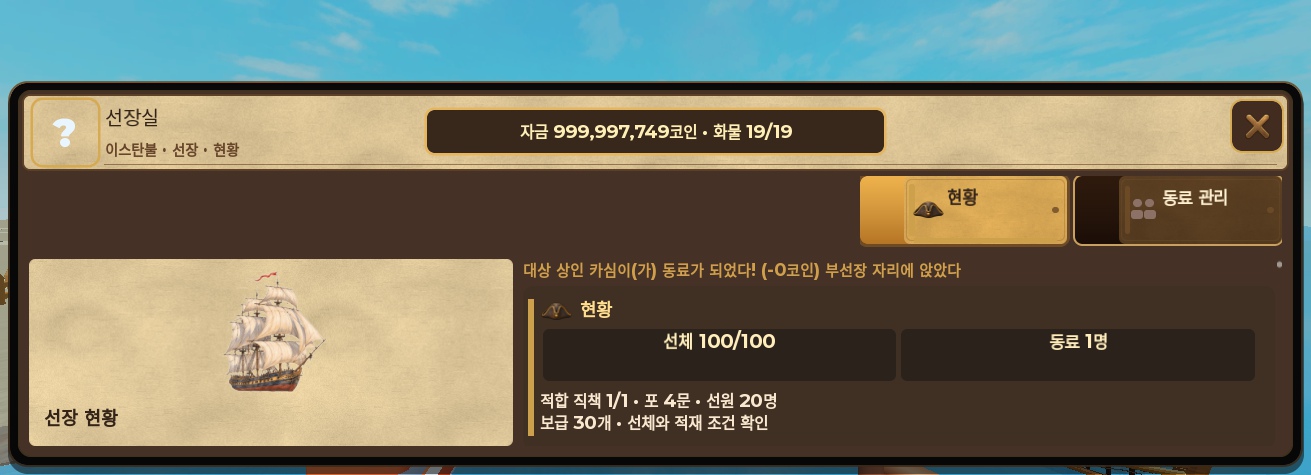 ?
선장실
이스탄불 • 선장 • 현황
자금 999,997,749코인 • 화물 19/19
현황
동료 관리
대상 상인 카심이(가) 동료가 되었다! (-0코인) 부선장 자리에 앉았다
현황
선체 100/100
동료 1명
적합 직책 1/1 • 포 4문 • 선원 20명
보급 30개 • 선체와 적재 조건 확인
선장 현황